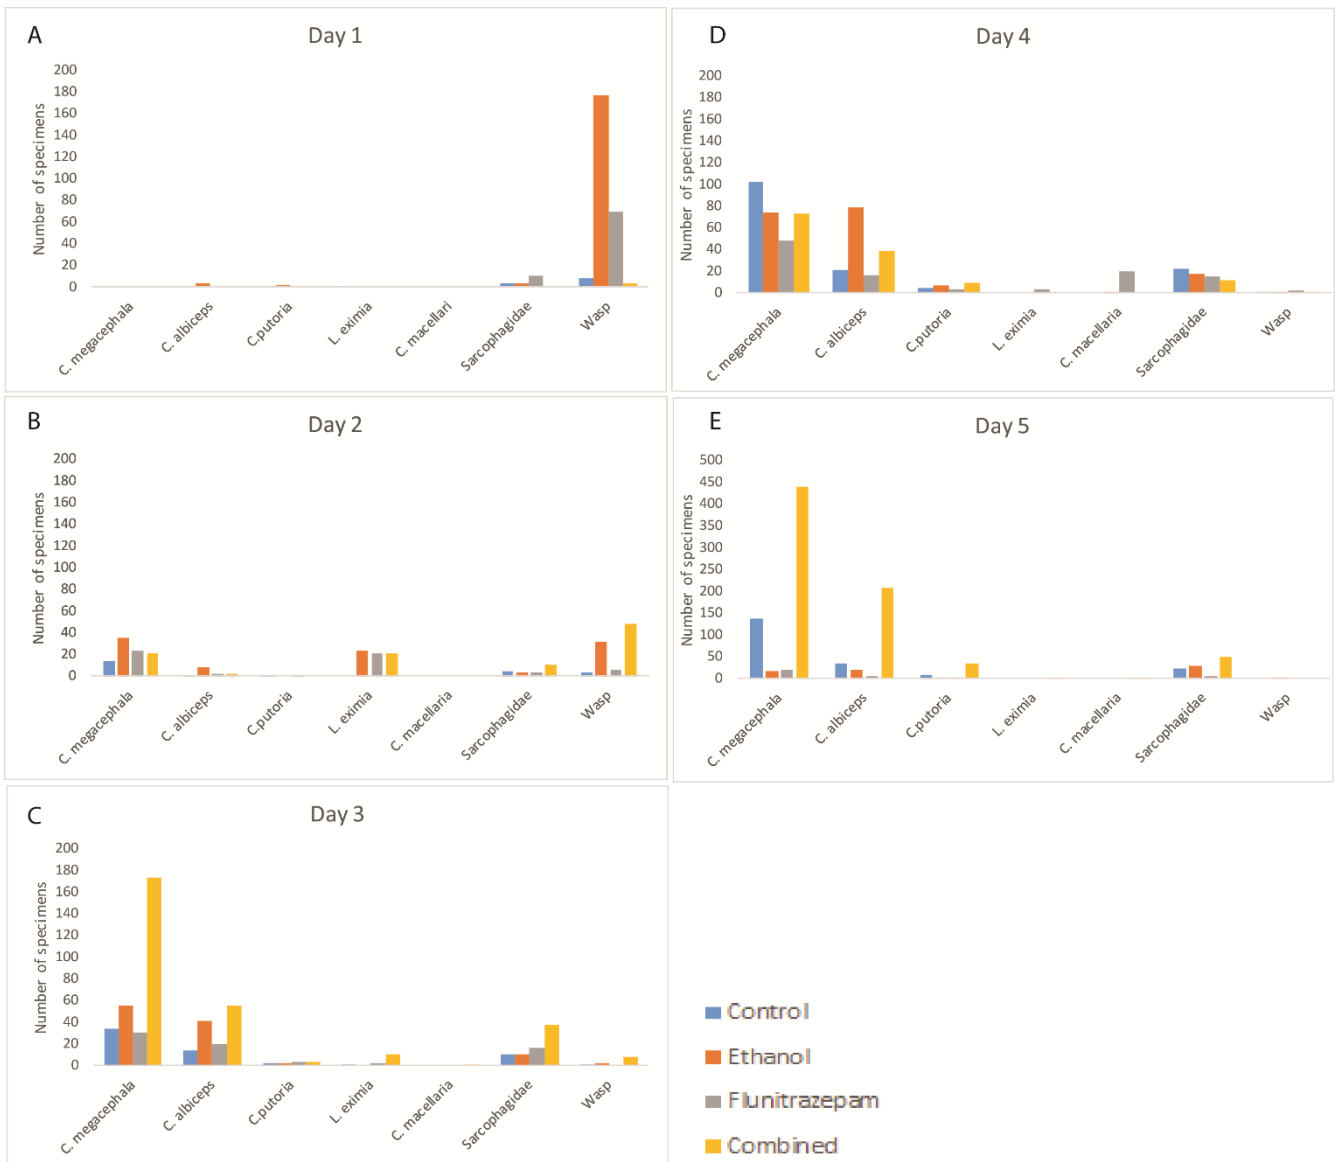 A
Day 1
Number of specimens
200
180
160
140
120
100
80
60
40
20
0
C. megacephala
C. albiceps
C.putoria
L. eximia
C. macellari
Sarcophagidae
Wasp
B
Day 2
Number of specimens
200
180
160
140
120
100
80
60
40
20
0
C. megacephala
C. albiceps
C.putoria
L. eximia
C. macellaria
Sarcophagidae
Wasp
C
Day 3
Number of specimens
200
180
160
140
120
100
80
60
40
20
0
C. megacephala
C. albiceps
C.putoria
L. eximia
C. macellaria
Sarcophagidae
Wasp
D
Day 4
Number of specimens
200
180
160
140
120
100
80
60
40
20
0
C. megacephala
C. albiceps
C.putoria
L. eximia
C. macellaria
Sarcophagidae
Wasp
E
Day 5
Number of specimens
500
450
400
350
300
250
200
150
100
50
0
C. megacephala
C. albiceps
C.putoria
L. eximia
C. macellaria
Sarcophagidae
Wasp
Control
Ethanol
Flunitrazepam
Combined